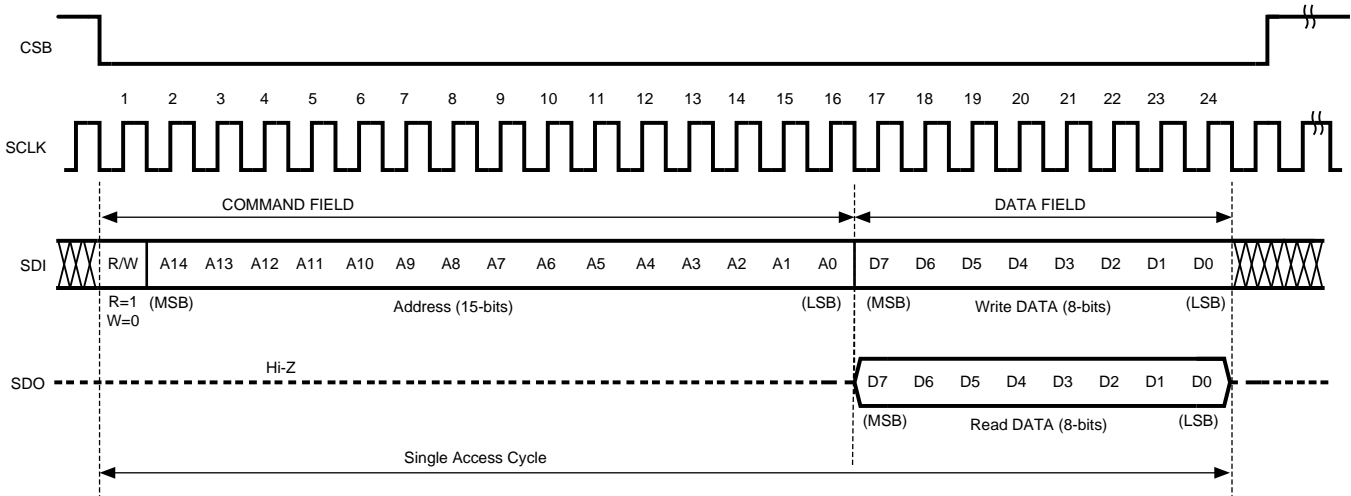 CSB
1 2 3 4 5 6 7 8 9 10 11 12 13 14 15 16 17 18 19 20 21 22 23 24
SCLK
COMMAND FIELD DATA FIELD
SDI R/W A14 A13 A12 A11 A10 A9 A8 A7 A6 A5 A4 A3 A2 A1 A0 D7 D6 D5 D4 D3 D2 D1 D0
R=1 (MSB) Address (15-bits) (LSB) (MSB) Write DATA (8-bits) (LSB)
W=0
Hi-Z
SDO D7 D6 D5 D4 D3 D2 D1 D0
(MSB) Read DATA (8-bits) (LSB)
Single Access Cycle